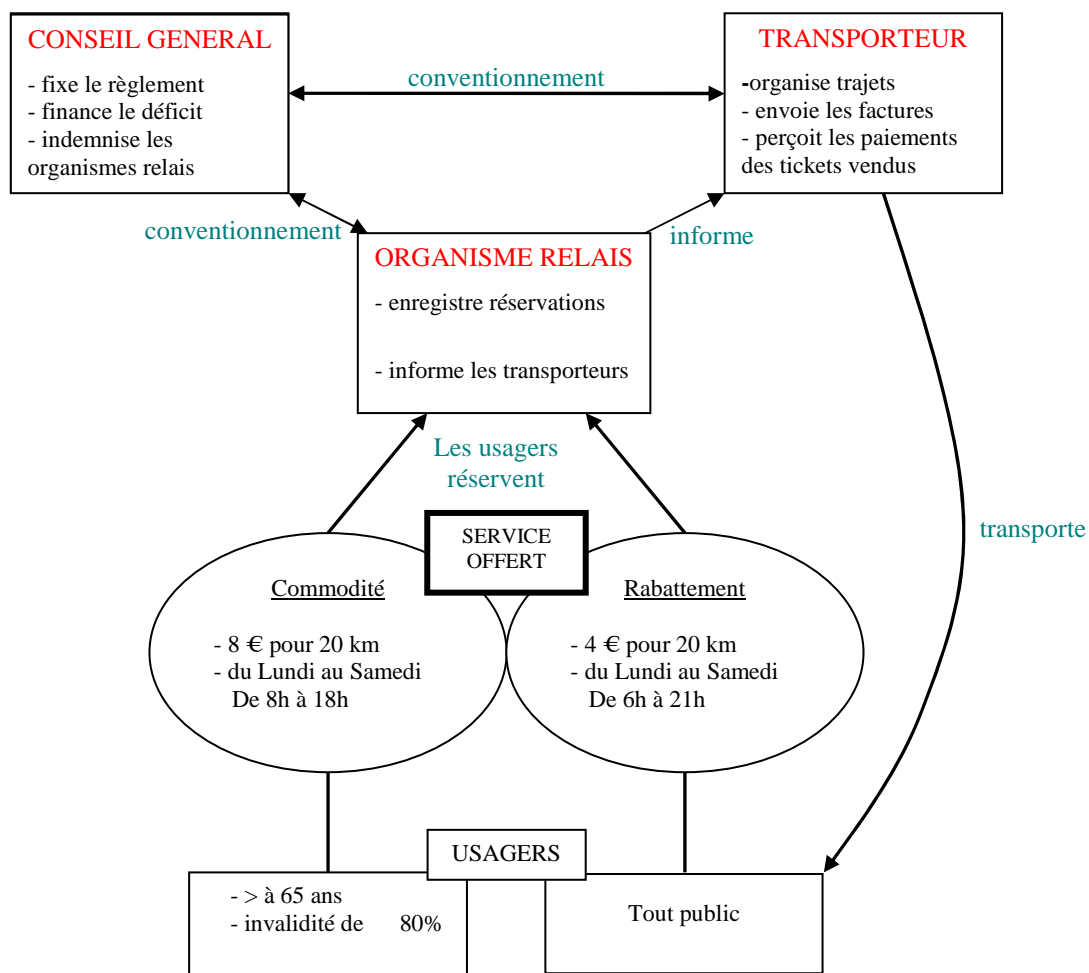 CONSEIL GENERAL
- fixe le règlement
- finance le déficit
- indemnise les
organismes relais
conventionnement
TRANSPORTEUR
-organise trajets
- envoie les factures
- perçoit les paiements
des tickets vendus
conventionnement
informe
ORGANISME RELAIS
- enregistre réservations
- informe les transporteurs
Les usagers
réservent
transporte
SERVICE
OFFERT
Commodité
- 8 € pour 20 km
- du Lundi au Samedi
De 8h à 18h
Rabattement
- 4 € pour 20 km
- du Lundi au Samedi
De 6h à 21h
USAGERS
- > à 65 ans
- invalidité de 80%
Tout public